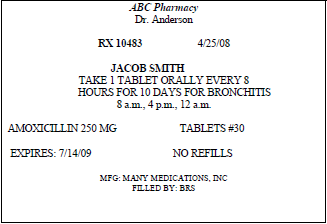 ABC Pharmacy
Dr. Anderson
RX 10483 4/25/08
JACOB SMITH
TAKE 1 TABLET ORALLY EVERY 8
HOURS FOR 10 DAYS FOR BRONCHITIS
8 a.m., 4 p.m., 12 a.m.
AMOXICILLIN 250 MG TABLETS #30
EXPIRES: 7/14/09 NO REFILLS
MFG: MANY MEDICATIONS, INC
FILLED BY: BRS